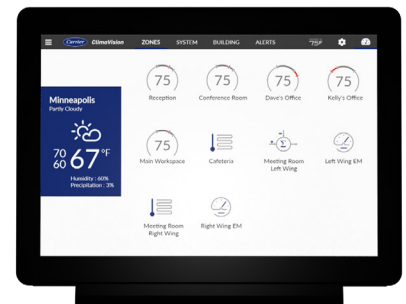 Carrier ClimaVision ZONES SYSTEM BUILDING ALERTS
75 75 75 75
Reception Conference Room Dave's Office Kelly's Office
Minneapolis
Partly Cloudy
70
60
67°F
Humidity : 60%
Precipitation : 3%
75
Main Workspace Cafeteria Meeting Room
Left Wing
Left Wing EM
Meeting Room
Right Wing
Right Wing EM